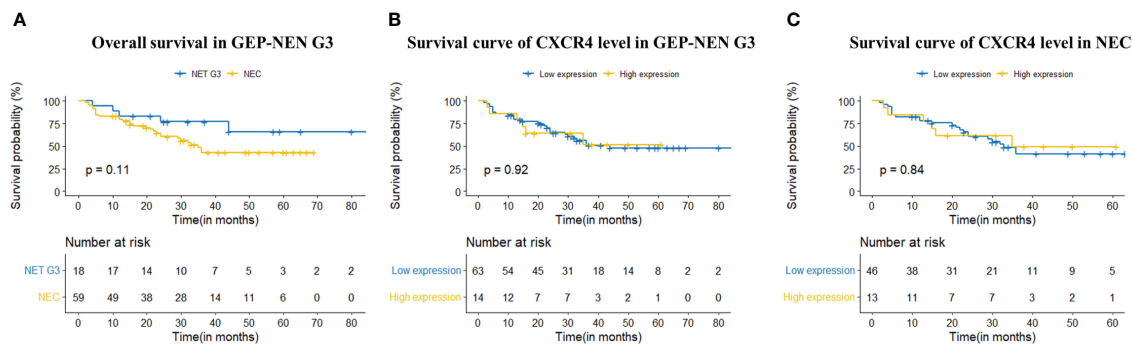 A
Overall survival in GEP-NEN G3
NET G3 NEC
Survival probability (%)
100
75
50
25
0
p = 0.11
0 10 20 30 40 50 60 70 80
Time(in months)
Number at risk
NET G3 18 17 14 10 7 5 3 2 2
NEC 59 49 38 28 14 11 6 0 0
0 10 20 30 40 50 60 70 80
Time(in months)
B
Survival curve of CXCR4 level in GEP-NEN G3
Low expression High expression
Survival probability (%)
100
75
50
25
0
p = 0.92
0 10 20 30 40 50 60 70 80
Time(in months)
Number at risk
Low expression 63 54 45 31 18 14 8 2 2
High expression 14 12 7 7 3 2 1 0 0
0 10 20 30 40 50 60 70 80
Time(in months)
C
Survival curve of CXCR4 level in NEC
Low expression High expression
Survival probability (%)
100
75
50
25
0
p = 0.84
0 10 20 30 40 50 60
Time(in months)
Number at risk
Low expression 46 38 31 21 11 9 5
High expression 13 11 7 7 3 2 1
0 10 20 30 40 50 60
Time(in months)